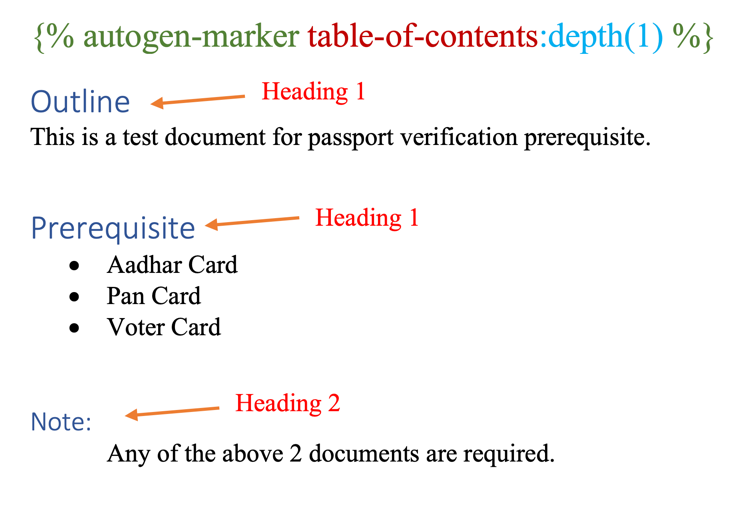 {% autogen-marker table-of-contents:depth(1) %}
Outline Heading 1
This is a test document for passport verification prerequisite.
Prerequisite Heading 1
• Aadhar Card
• Pan Card
• Voter Card
Note: Heading 2
Any of the above 2 documents are required.